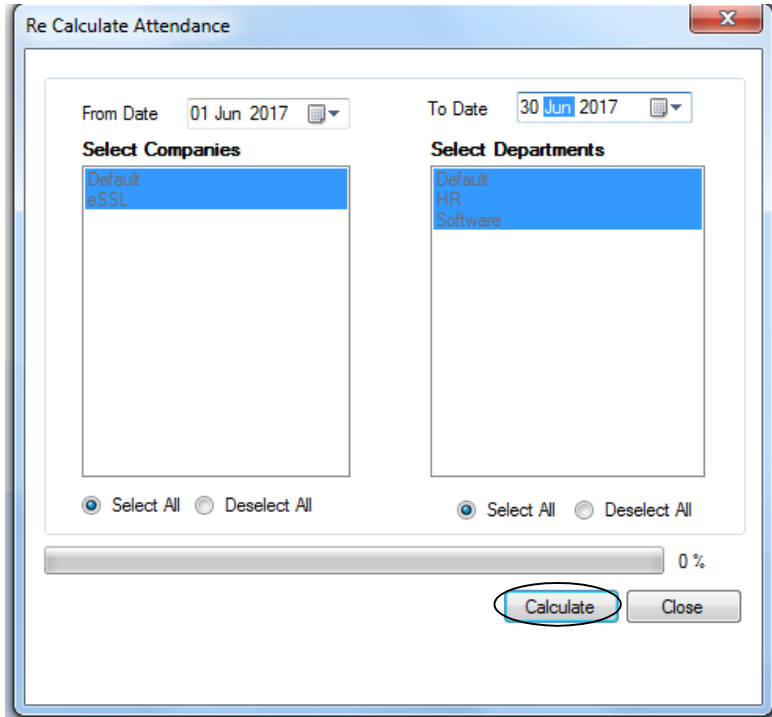 Re Calculate Attendance
From Date 01 Jun 2017
To Date 30 Jun 2017
Select Companies
Default
eSSL
Select All Deselect All
Select Departments
Default
HR
Software
Select All Deselect All
0 %
Calculate Close